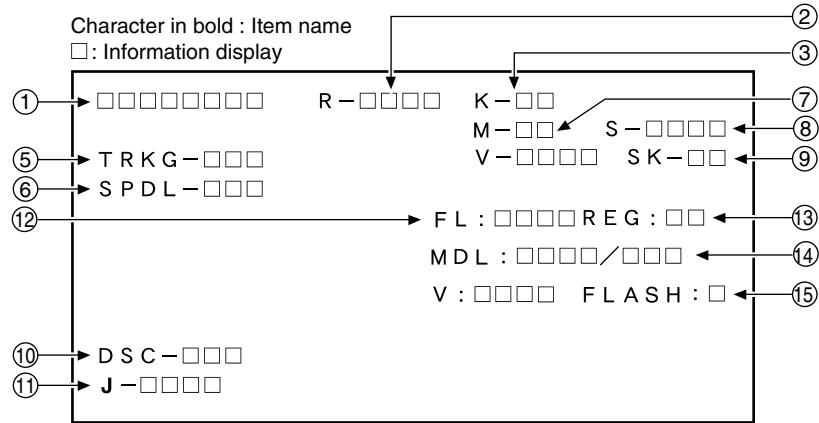 Character in bold : Item name
□ : Information display
②
③
① □□□□□□□□ R－□□□□ K－□□
M－□□ ⑦
S－□□□□ ⑧
⑤ TRKG－□□□ V－□□□□ SK－□□ ⑨
⑥ SPDL－□□□
⑫ FL：□□□□REG：□□ ⑬
MDL：□□□□／□□□ ⑭
V：□□□□ FLASH：□ ⑮
⑩ DSC－□□□
⑪ J－□□□□